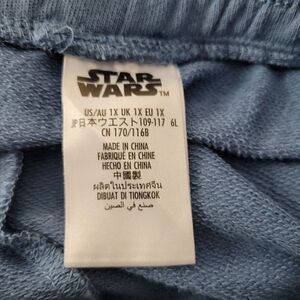 STAR
WARS
TM
US/AU 1X UK 1X EU 1X
JP日本ウエスト109-117 6L
CN 170/116B
MADE IN CHINA
FABRIQUÉ EN CHINE
HECHO EN CHINA
中國製
ผลิตในประเทศจีน
DIBUAT DI TIONGKOK
صنع في الصين